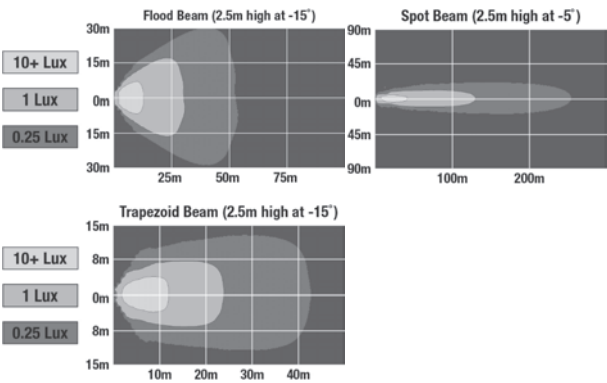 Flood Beam (2.5m high at -15˚)
30m
15m
0m
15m
30m
25m
50m
75m
10+ Lux
1 Lux
0.25 Lux
Spot Beam (2.5m high at -5˚)
90m
45m
0m
45m
90m
100m
200m
Trapezoid Beam (2.5m high at -15˚)
15m
8m
0m
8m
15m
10m
20m
30m
40m
10+ Lux
1 Lux
0.25 Lux